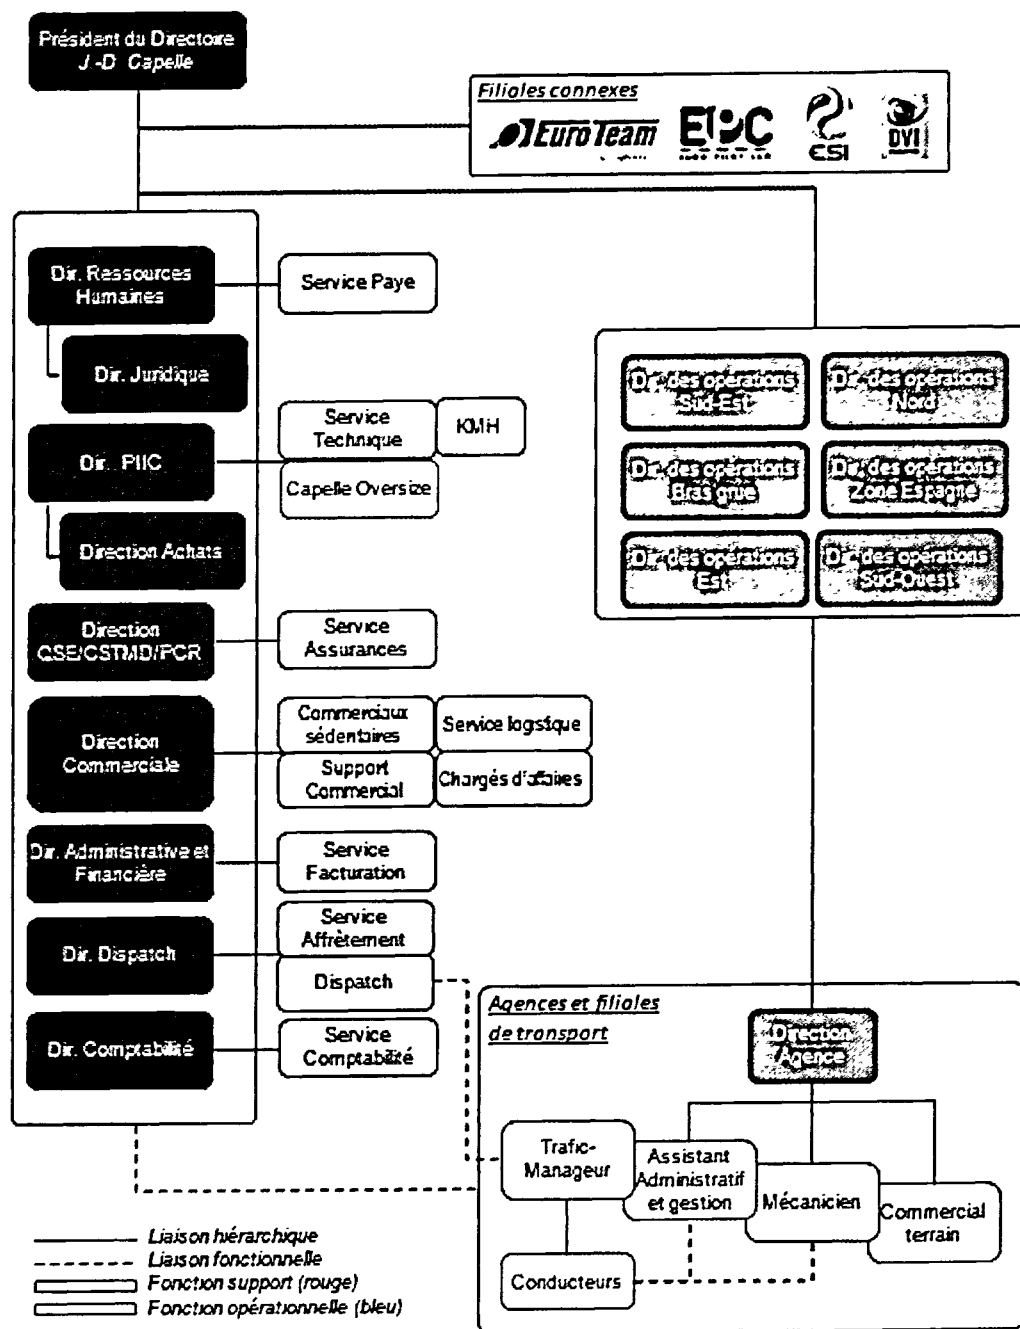 Président du Directoire
J.-D. Capelle
Filiales connexes
Euro Team
EPC
ESI
DVI
Dir. Ressources
Humaines
Service Paye
Dir. Juridique
Dir. PIIC
Service
Technique
KMH
Capelle Oversize
Direction Achats
Direction
QSE/CSTMD/PCR
Service
Assurances
Direction
Commerciale
Commerciaux
sédentaires
Service logistique
Support
Commercial
Chargés d'affaires
Dir. Administrative et
Financière
Service
Facturation
Dir. Dispatch
Service
Affrètement
Dispatch
Dir. Comptabilité
Service
Comptabilité
Dir. des opérations
Sud-Est
Dir. des opérations
Nord
Dir. des opérations
Bras grue
Dir. des opérations
Zone Espagne
Dir. des opérations
Est
Dir. des opérations
Sud-Ouest
Agences et filiales
de transport
Direction
Agence
Trafic-
Manageur
Assistant
Administratif
et gestion
Mécanicien
Commercial
terrain
Conducteurs
Liaison hiérarchique
Liaison fonctionnelle
Fonction support (rouge)
Fonction opérationnelle (bleu)